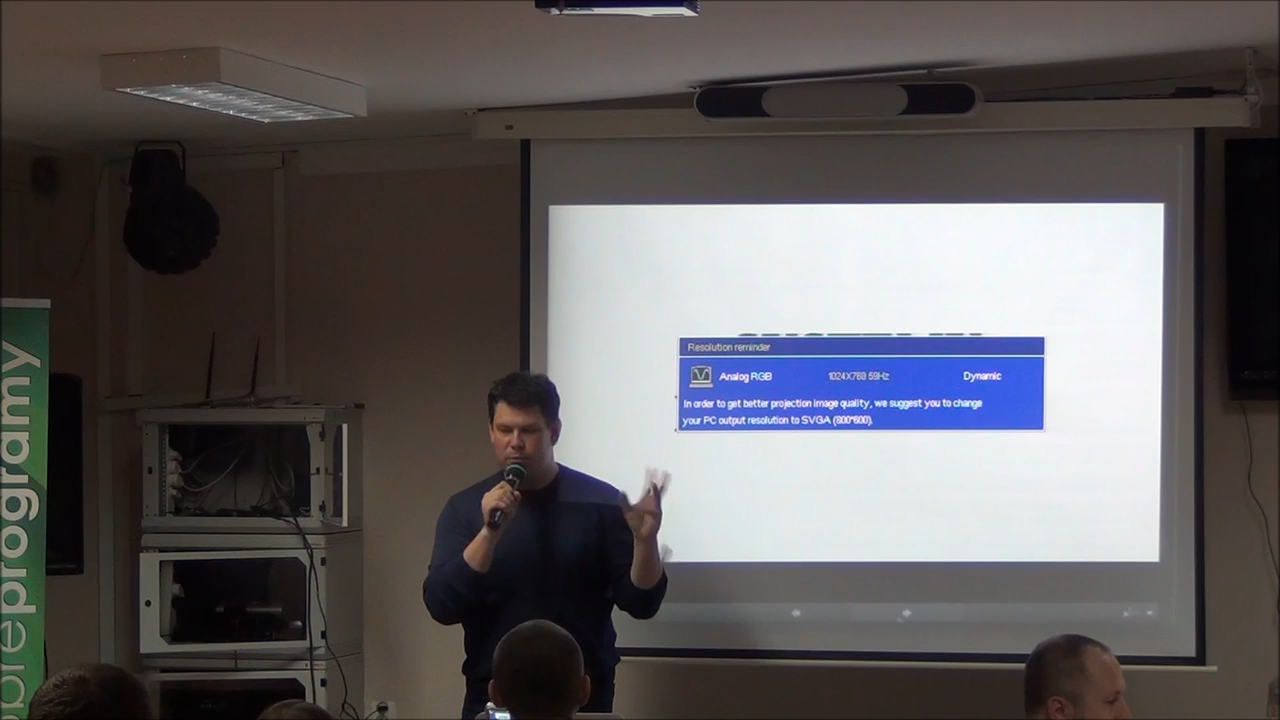 Resolution reminder
Analog RGB 1024X768 59Hz Dynamic
In order to get better projection image quality, we suggest you to change
your PC output resolution to SVGA (800*600).
breprogramy